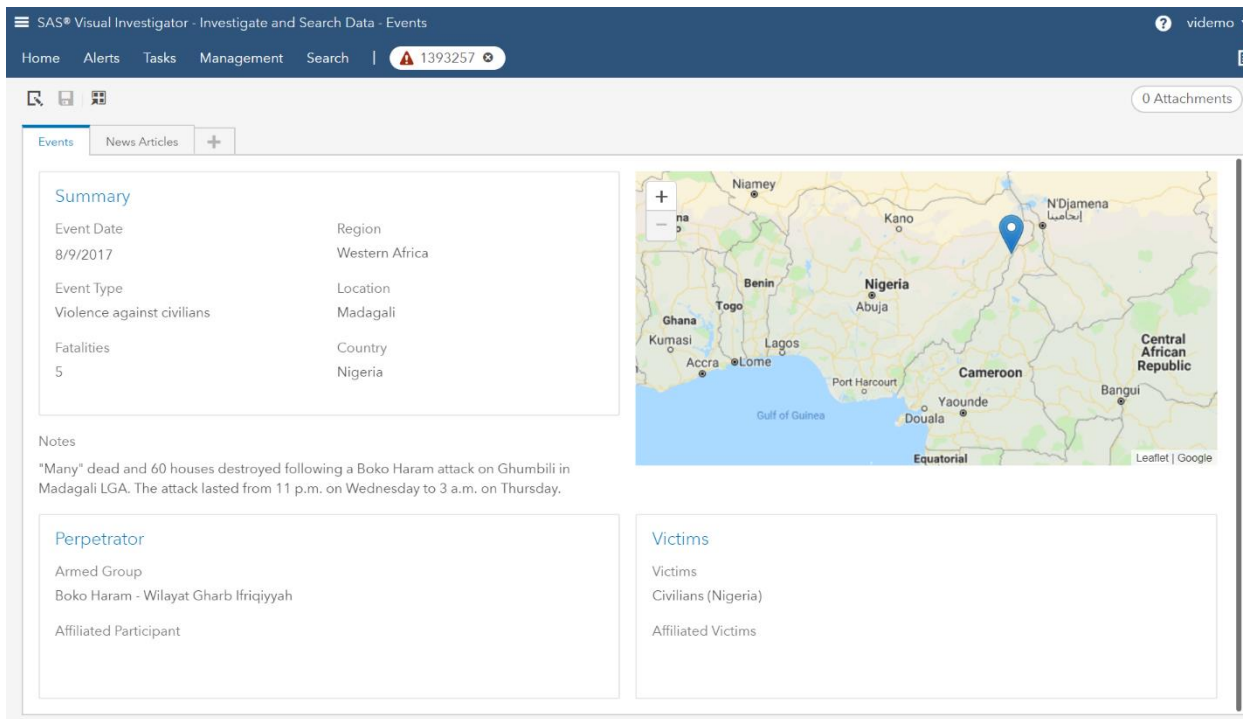 SAS® Visual Investigator - Investigate and Search Data - Events
videmo
Home Alerts Tasks Management Search | 1393257
0 Attachments
Events News Articles
Summary
Event Date
8/9/2017
Region
Western Africa
Event Type
Violence against civilians
Location
Madagali
Fatalities
5
Country
Nigeria
Niamey
N'Djamena
إنجامينا
Kano
na
Benin
Nigeria
Abuja
Togo
Ghana
Kumasi
Lagos
Accra
Lome
Port Harcourt
Cameroon
Central
African
Republic
Bangui
Yaounde
Douala
Gulf of Guinea
Equatorial
Leaflet | Google
Notes
"Many" dead and 60 houses destroyed following a Boko Haram attack on Ghumbili in
Madagali LGA. The attack lasted from 11 p.m. on Wednesday to 3 a.m. on Thursday.
Perpetrator
Armed Group
Boko Haram - Wilayat Gharb Ifriqiyyah
Affiliated Participant
Victims
Victims
Civilians (Nigeria)
Affiliated Victims